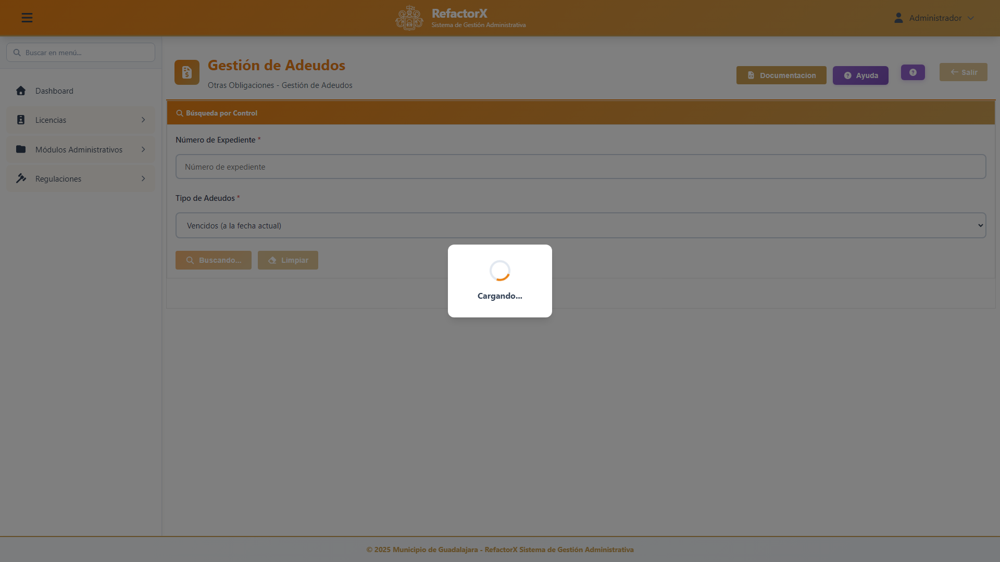 RefactorX
Sistema de Gestión Administrativa
Administrador
Buscar en menú...
Dashboard
Licencias
Módulos Administrativos
Regulaciones
Gestión de Adeudos
Otras Obligaciones - Gestión de Adeudos
Documentacion
Ayuda
Salir
Búsqueda por Control
Número de Expediente *
Número de expediente
Tipo de Adeudos *
Vencidos (a la fecha actual)
Buscando...
Limpiar
Cargando...
© 2025 Municipio de Guadalajara - RefactorX Sistema de Gestión Administrativa